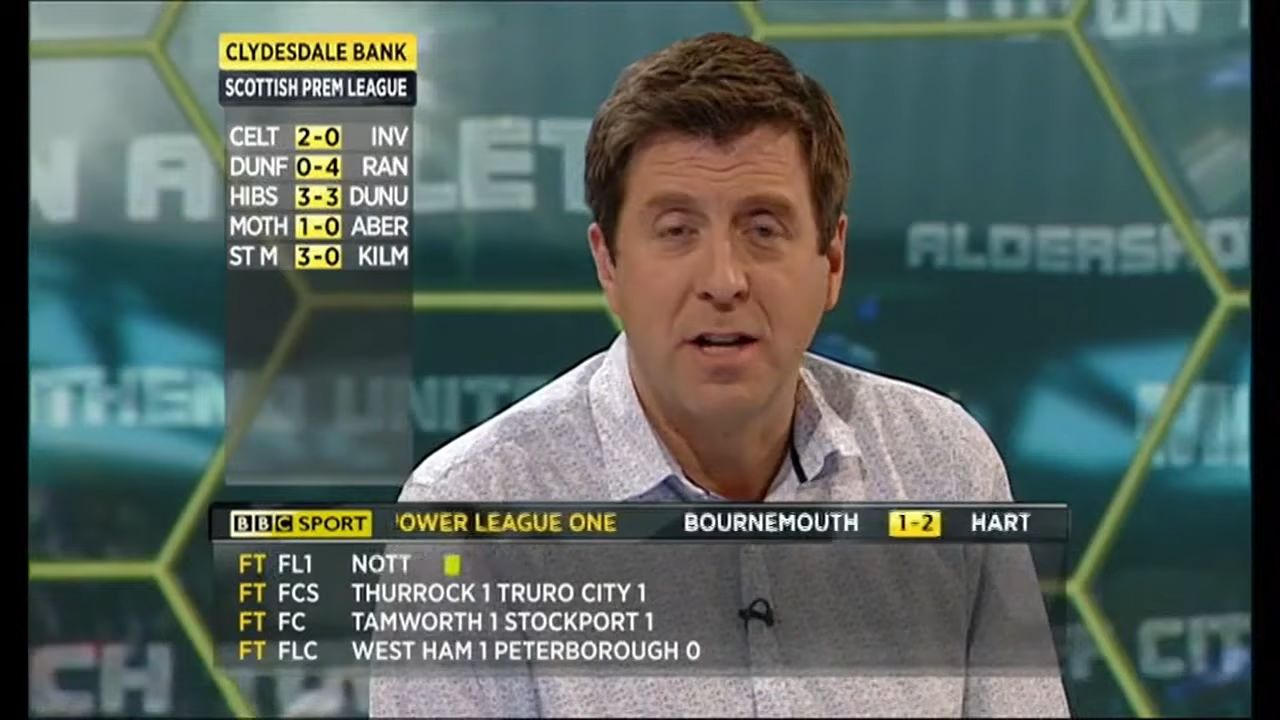 CLYDESDALE BANK
SCOTTISH PREM LEAGUE
CELT 2-0 INV
DUNF 0-4 RAN
HIBS 3-3 DUNU
MOTH 1-0 ABER
ST M 3-0 KILM
ALDERSHO
UNIT
BBC SPORT OWER LEAGUE ONE BOURNEMOUTH 1-2 HART
FT FL1 NOTT
FT FCS THURROCK 1 TRURO CITY 1
FT FC TAMWORTH 1 STOCKPORT 1
FT FLC WEST HAM 1 PETERBOROUGH 0